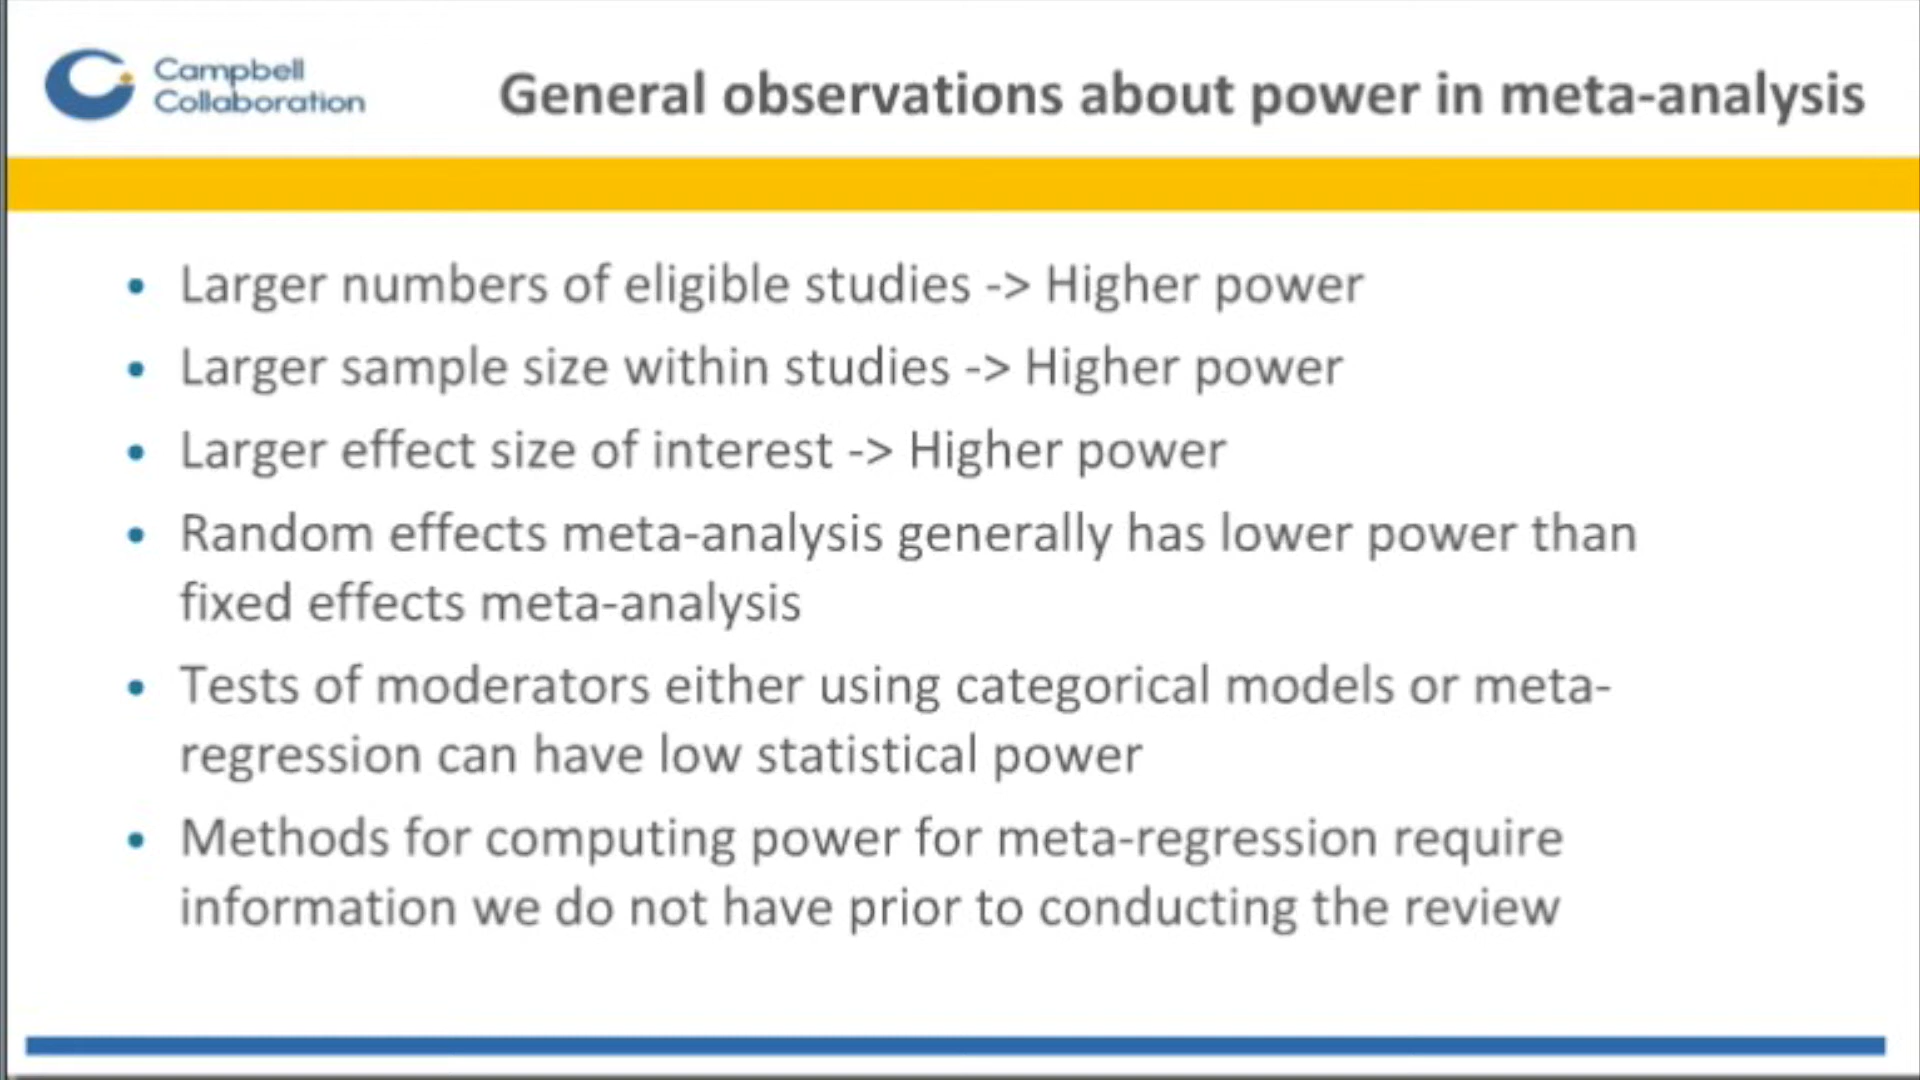 Campbell
Collaboration
General observations about power in meta-analysis
• Larger numbers of eligible studies -> Higher power
• Larger sample size within studies -> Higher power
• Larger effect size of interest -> Higher power
• Random effects meta-analysis generally has lower power than
fixed effects meta-analysis
• Tests of moderators either using categorical models or meta-
regression can have low statistical power
• Methods for computing power for meta-regression require
information we do not have prior to conducting the review